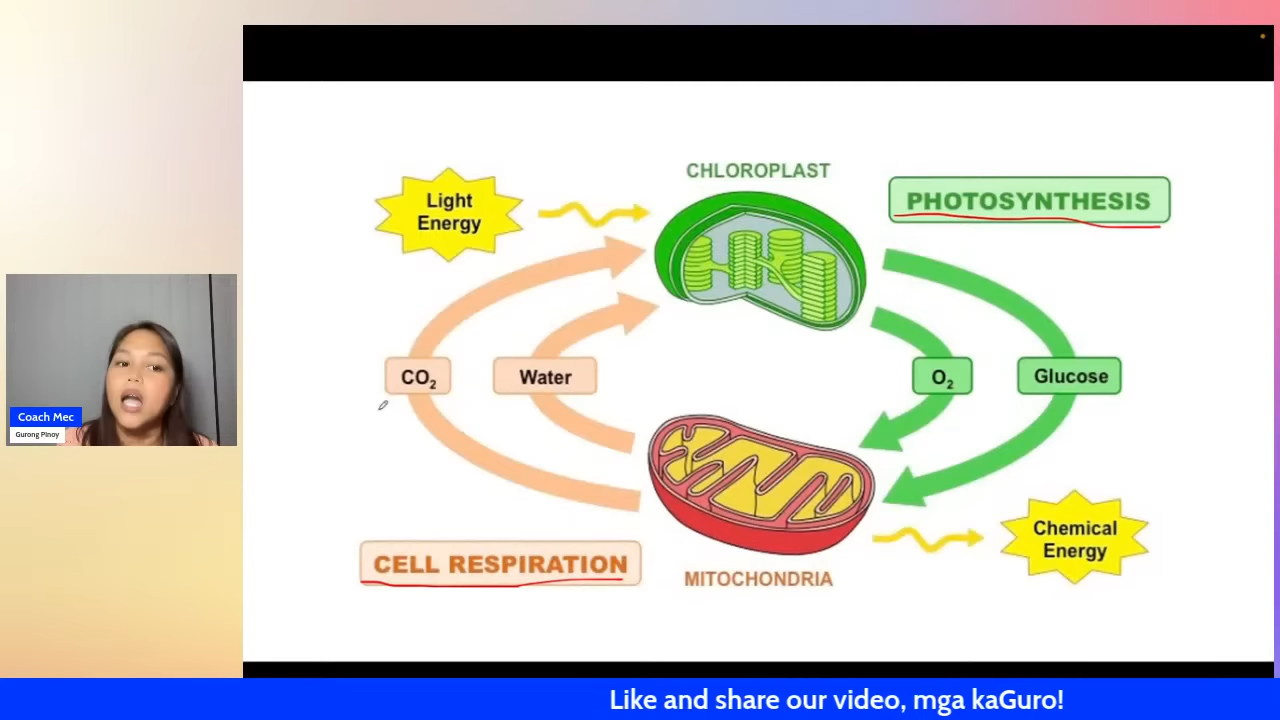 CHLOROPLAST
Light
Energy
PHOTOSYNTHESIS
CO₂
Water
O₂
Glucose
Coach Mec
Gurong Pinoy
Chemical
Energy
CELL RESPIRATION
MITOCHONDRIA
Like and share our video, mga kaGuro!